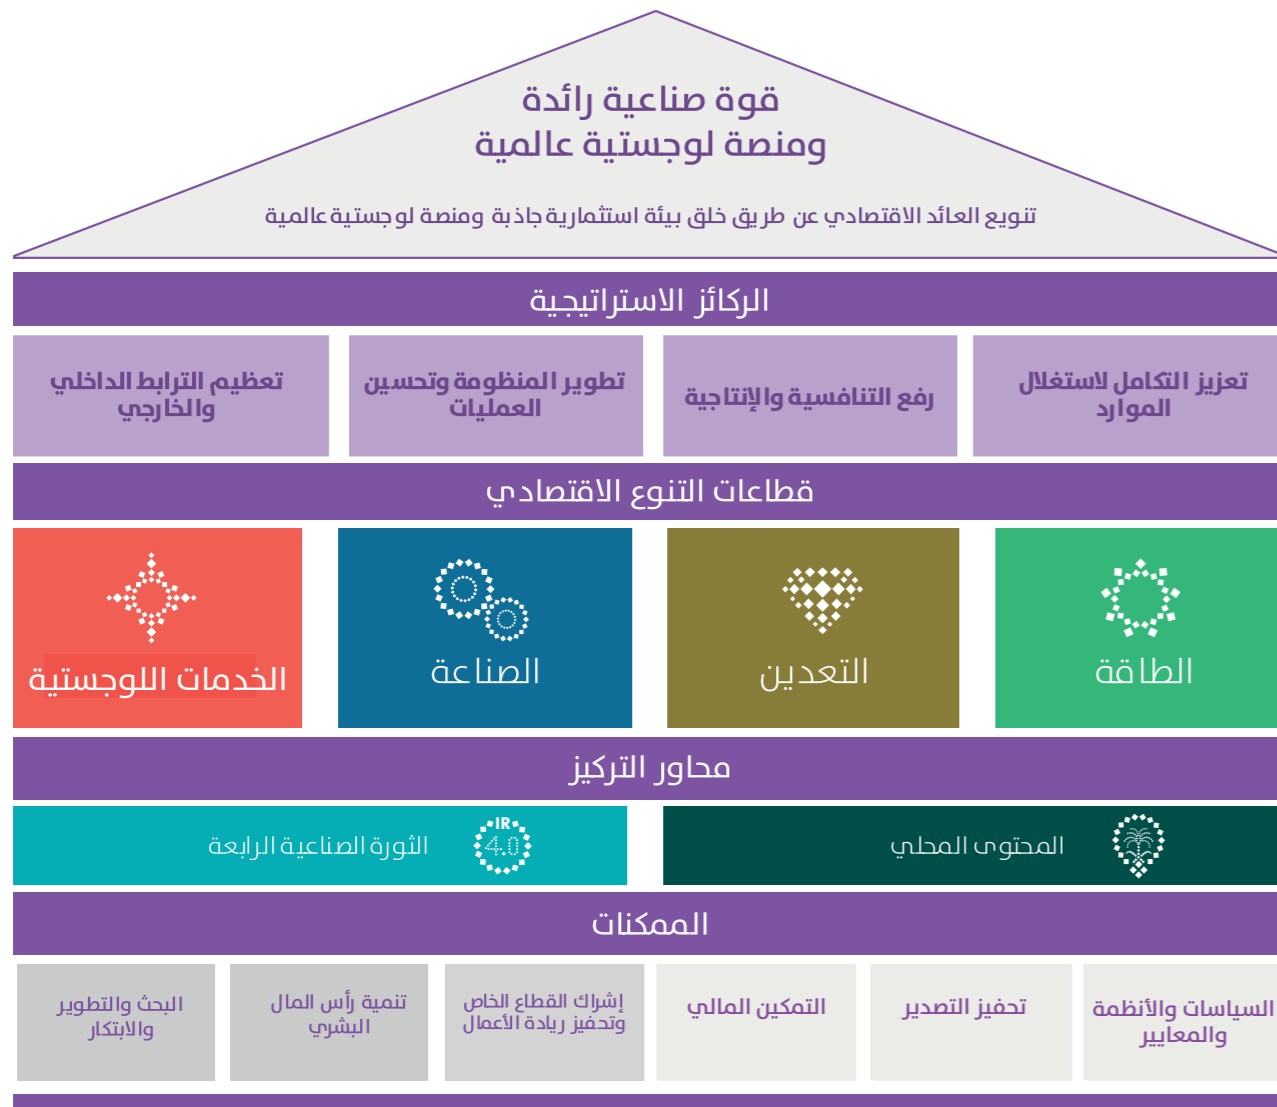 قوة صناعية رائدة
ومنصة لوجستية عالمية
تنويع العائد الاقتصادي عن طريق خلق بيئة استثمارية جاذبة ومنصة لوجستية عالمية
الركائز الاستراتيجية
تعزيز التكامل لاستغلال
الموارد
رفع التنافسية والإنتاجية
تطوير المنظومة وتحسين
العمليات
تعظيم الترابط الداخلي
والخارجي
قطاعات التنوع الاقتصادي
الطاقة
التعدين
الصناعة
الخدمات اللوجستية
محاور التركيز
المحتوى المحلي
IR
4.0
الثورة الصناعية الرابعة
الممكنات
السياسات والأنظمة
والمعايير
تحفيز التصدير
التمكين المالي
إشراك القطاع الخاص
وتحفيز ريادة الأعمال
تنمية رأس المال
البشري
البحث والتطوير
والابتكار